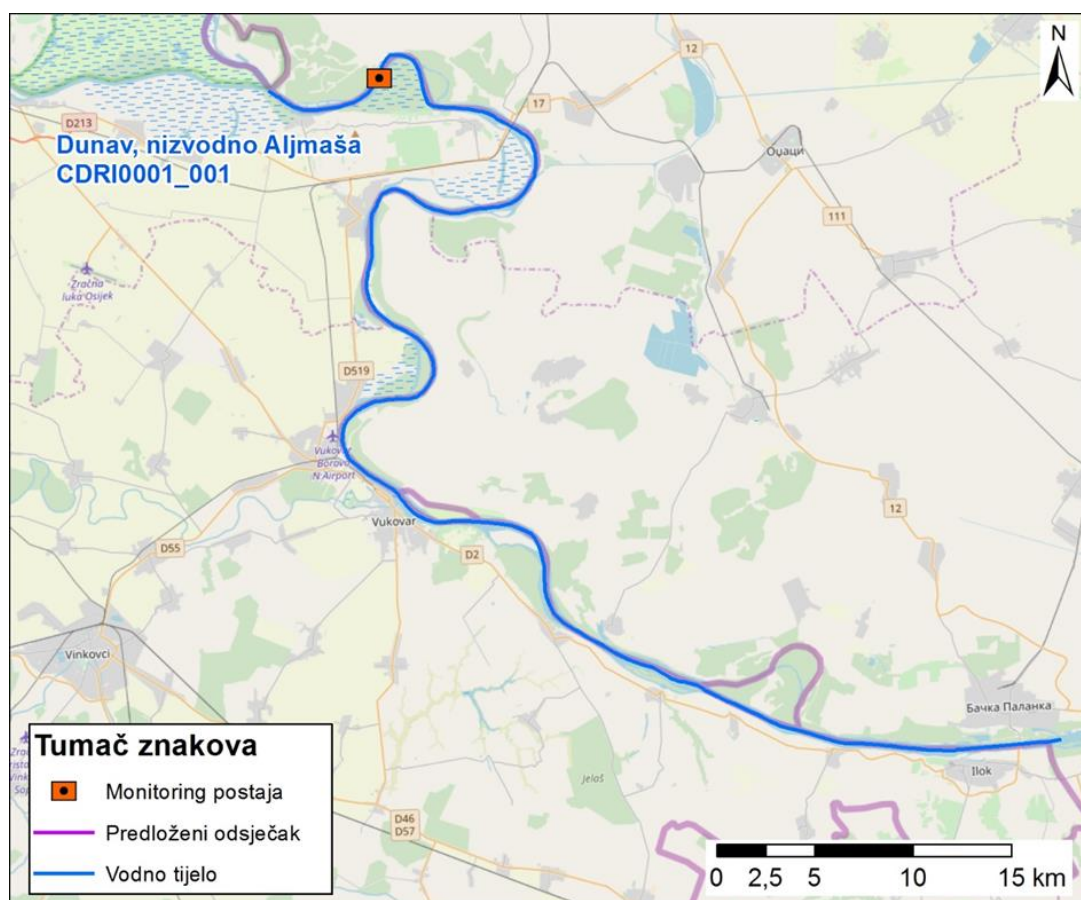 N
12
17
D213
Dunav, nizvodno Aljmaša
CDRI0001_001
Оџаци
111
Zračna
luka Osijek
D519
Vukovar
Borovo
N Airport
12
Vukovar
D55
D2
Vinkovci
Бачка Паланка
Ilok
Jelaš
D46
D57
Tumač znakova
Monitoring postaja
Predloženi odsječak
Vodno tijelo
0 2,5 5 10 15 km